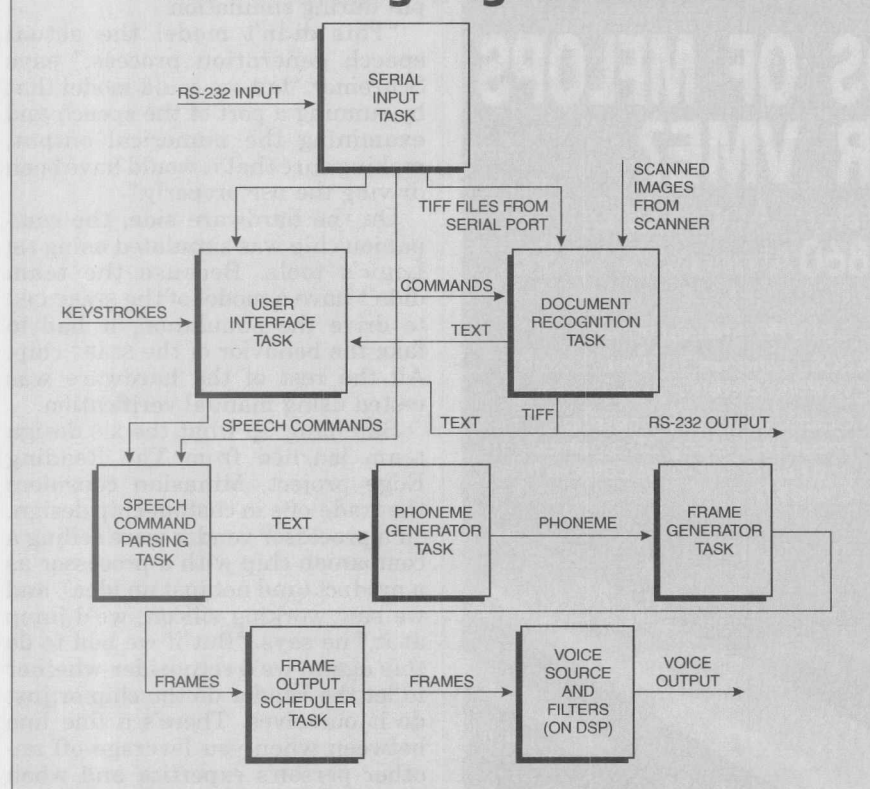 SERIAL
INPUT
TASK
RS-232 INPUT
SCANNED
IMAGES
FROM
SCANNER
TIFF FILES FROM
SERIAL PORT
COMMANDS
USER
INTERFACE
TASK
DOCUMENT
RECOGNITION
TASK
KEYSTROKES
TEXT
SPEECH COMMANDS
TEXT
TIFF
RS-232 OUTPUT
SPEECH
COMMAND
PARSING
TASK
TEXT
PHONEME
GENERATOR
TASK
PHONEME
FRAME
GENERATOR
TASK
FRAMES
FRAME
OUTPUT
SCHEDULER
TASK
FRAMES
VOICE
SOURCE
AND
FILTERS
(ON DSP)
VOICE
OUTPUT